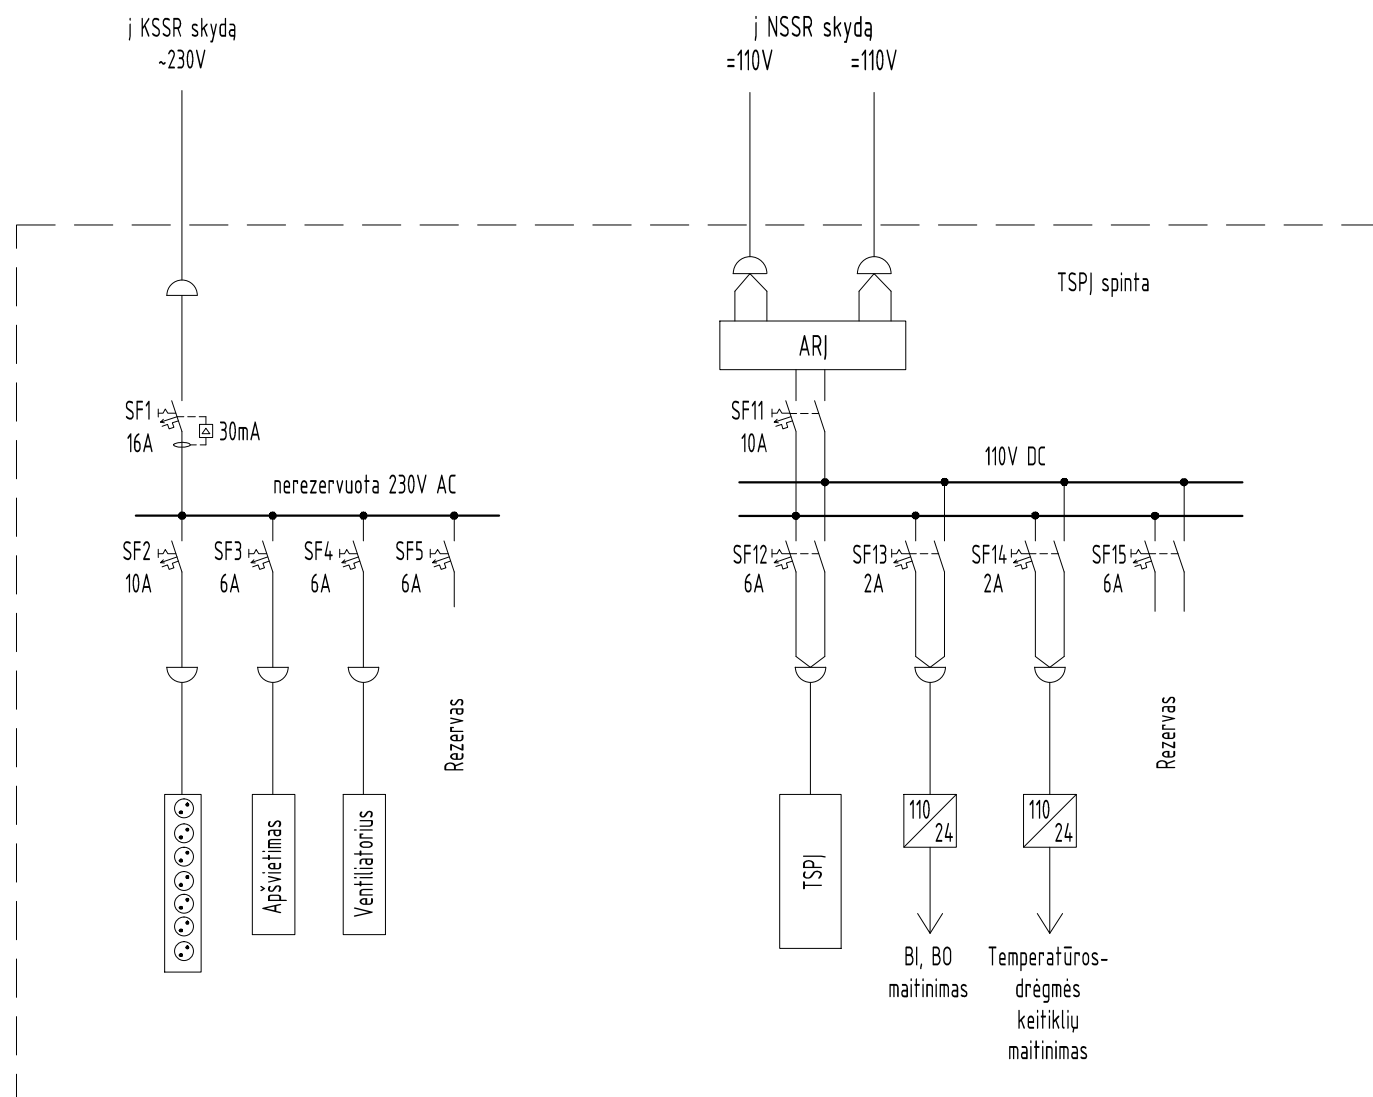 į KSSR skydą
~230V
į NSSR skydą
=110V
=110V
TSPĮ spinta
ARĮ
SF1
16A
30mA
SF11
10A
nerezervuota 230V AC
110V DC
SF2
10A
SF3
6A
SF4
6A
SF5
6A
SF12
6A
SF13
2A
SF14
2A
SF15
6A
Rezervas
Rezervas
Apšvietimas
Ventiliatorius
TSPĮ
110
24
110
24
BI, BO
maitinimas
Temperatūros-
drėgmės
keitiklių
maitinimas